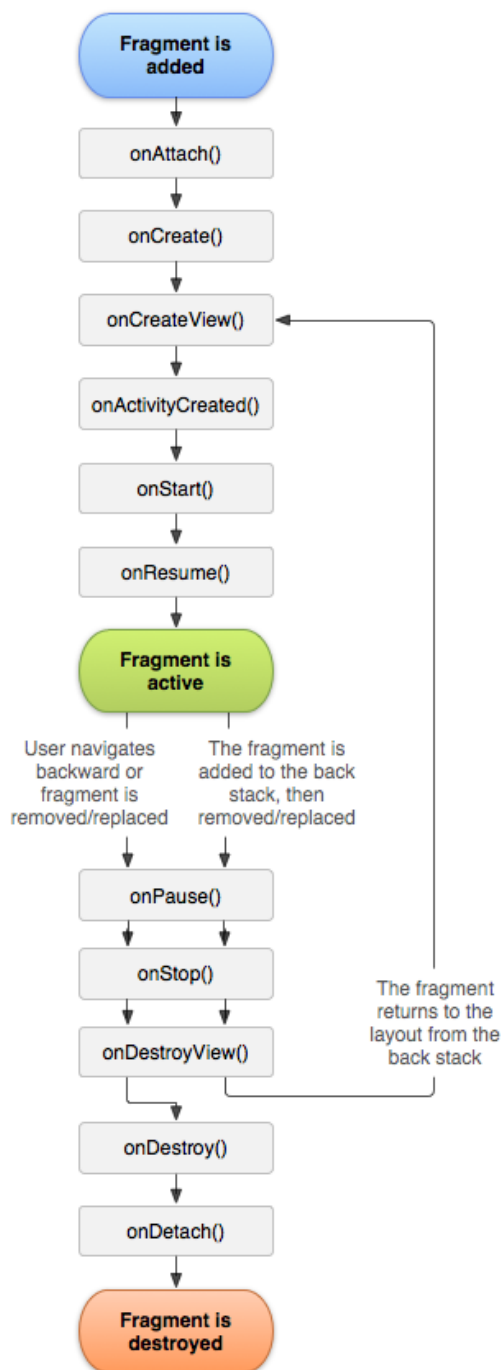 Fragment is
added
onAttach()
onCreate()
onCreateView()
onActivityCreated()
onStart()
onResume()
Fragment is
active
User navigates
backward or
fragment is
removed/replaced
The fragment is
added to the back
stack, then
removed/replaced
onPause()
onStop()
onDestroyView()
The fragment
returns to the
layout from the
back stack
onDestroy()
onDetach()
Fragment is
destroyed